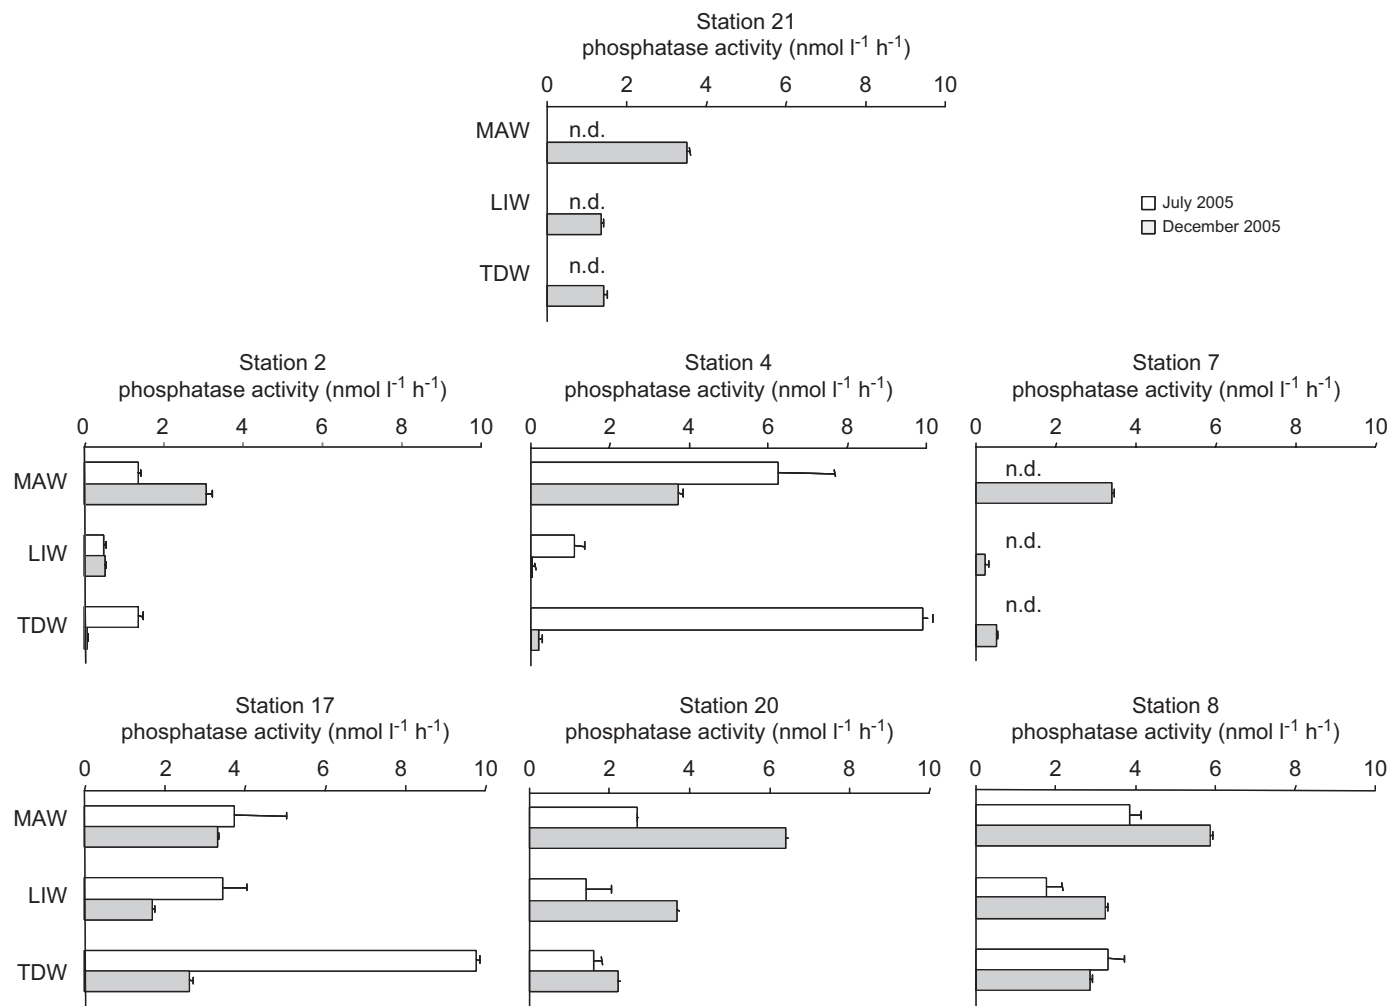 Station 21
phosphatase activity (nmol l⁻¹ h⁻¹)
0 2 4 6 8 10
MAW n.d.
LIW n.d.
TDW n.d.
July 2005
December 2005
Station 2
phosphatase activity (nmol l⁻¹ h⁻¹)
0 2 4 6 8 10
MAW
LIW
TDW
Station 4
phosphatase activity (nmol l⁻¹ h⁻¹)
0 2 4 6 8 10
Station 7
phosphatase activity (nmol l⁻¹ h⁻¹)
0 2 4 6 8 10
n.d.
n.d.
n.d.
Station 17
phosphatase activity (nmol l⁻¹ h⁻¹)
0 2 4 6 8 10
MAW
LIW
TDW
Station 20
phosphatase activity (nmol l⁻¹ h⁻¹)
0 2 4 6 8 10
Station 8
phosphatase activity (nmol l⁻¹ h⁻¹)
0 2 4 6 8 10